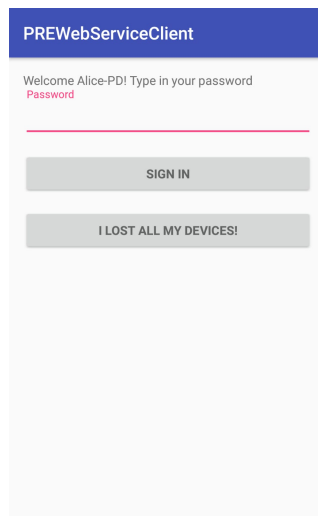 PREWebServiceClient
Welcome Alice-PD! Type in your password
Password
SIGN IN
I LOST ALL MY DEVICES!